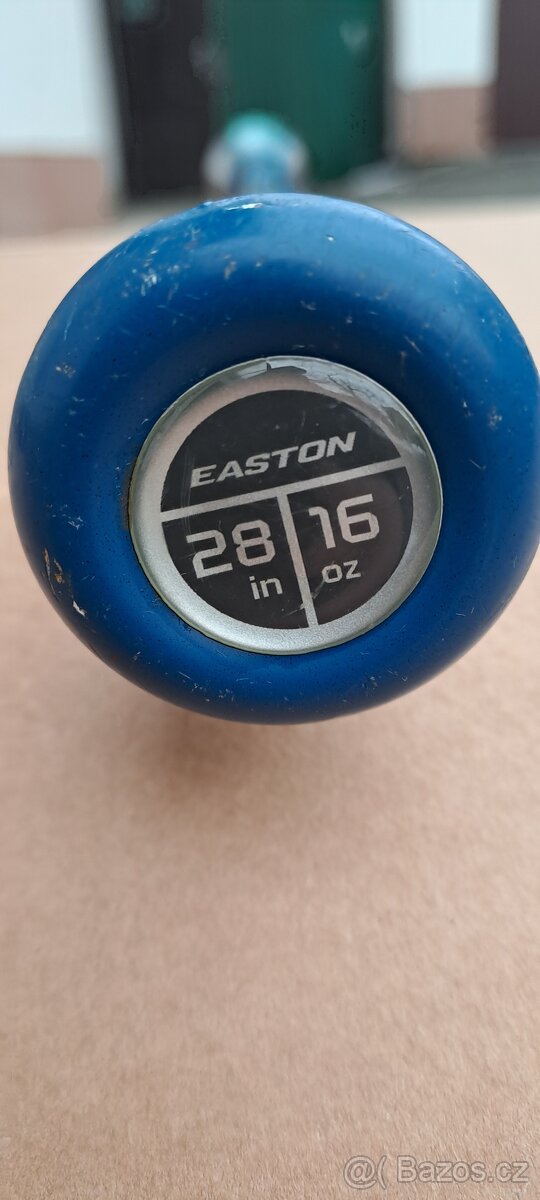 EASTON
28 16
in oz
@( Bazos.cz